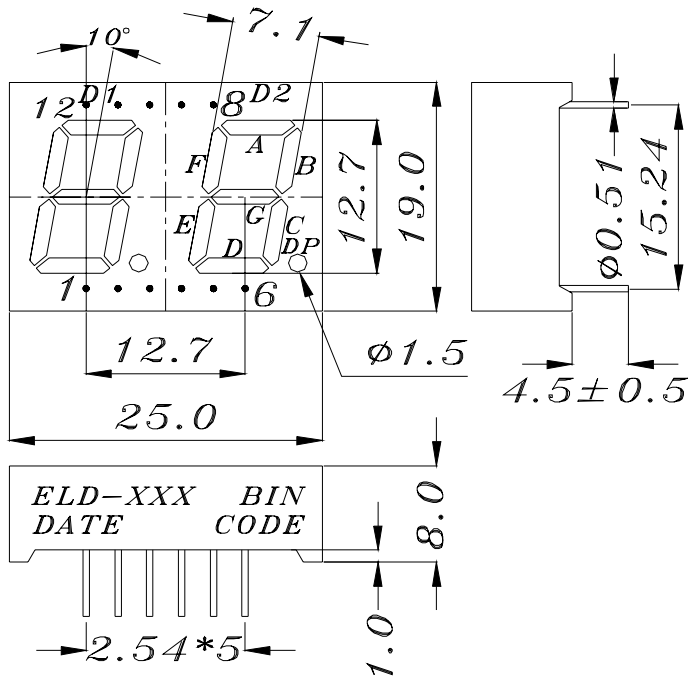 7.1
10°
12 D1 8 D2
A
F B
E G C
D DP
1 6
12.7
19.0
φ0.51
15.24
12.7
φ1.5
4.5±0.5
25.0
ELD-XXX BIN
DATE CODE
8.0
2.54*5
1.0